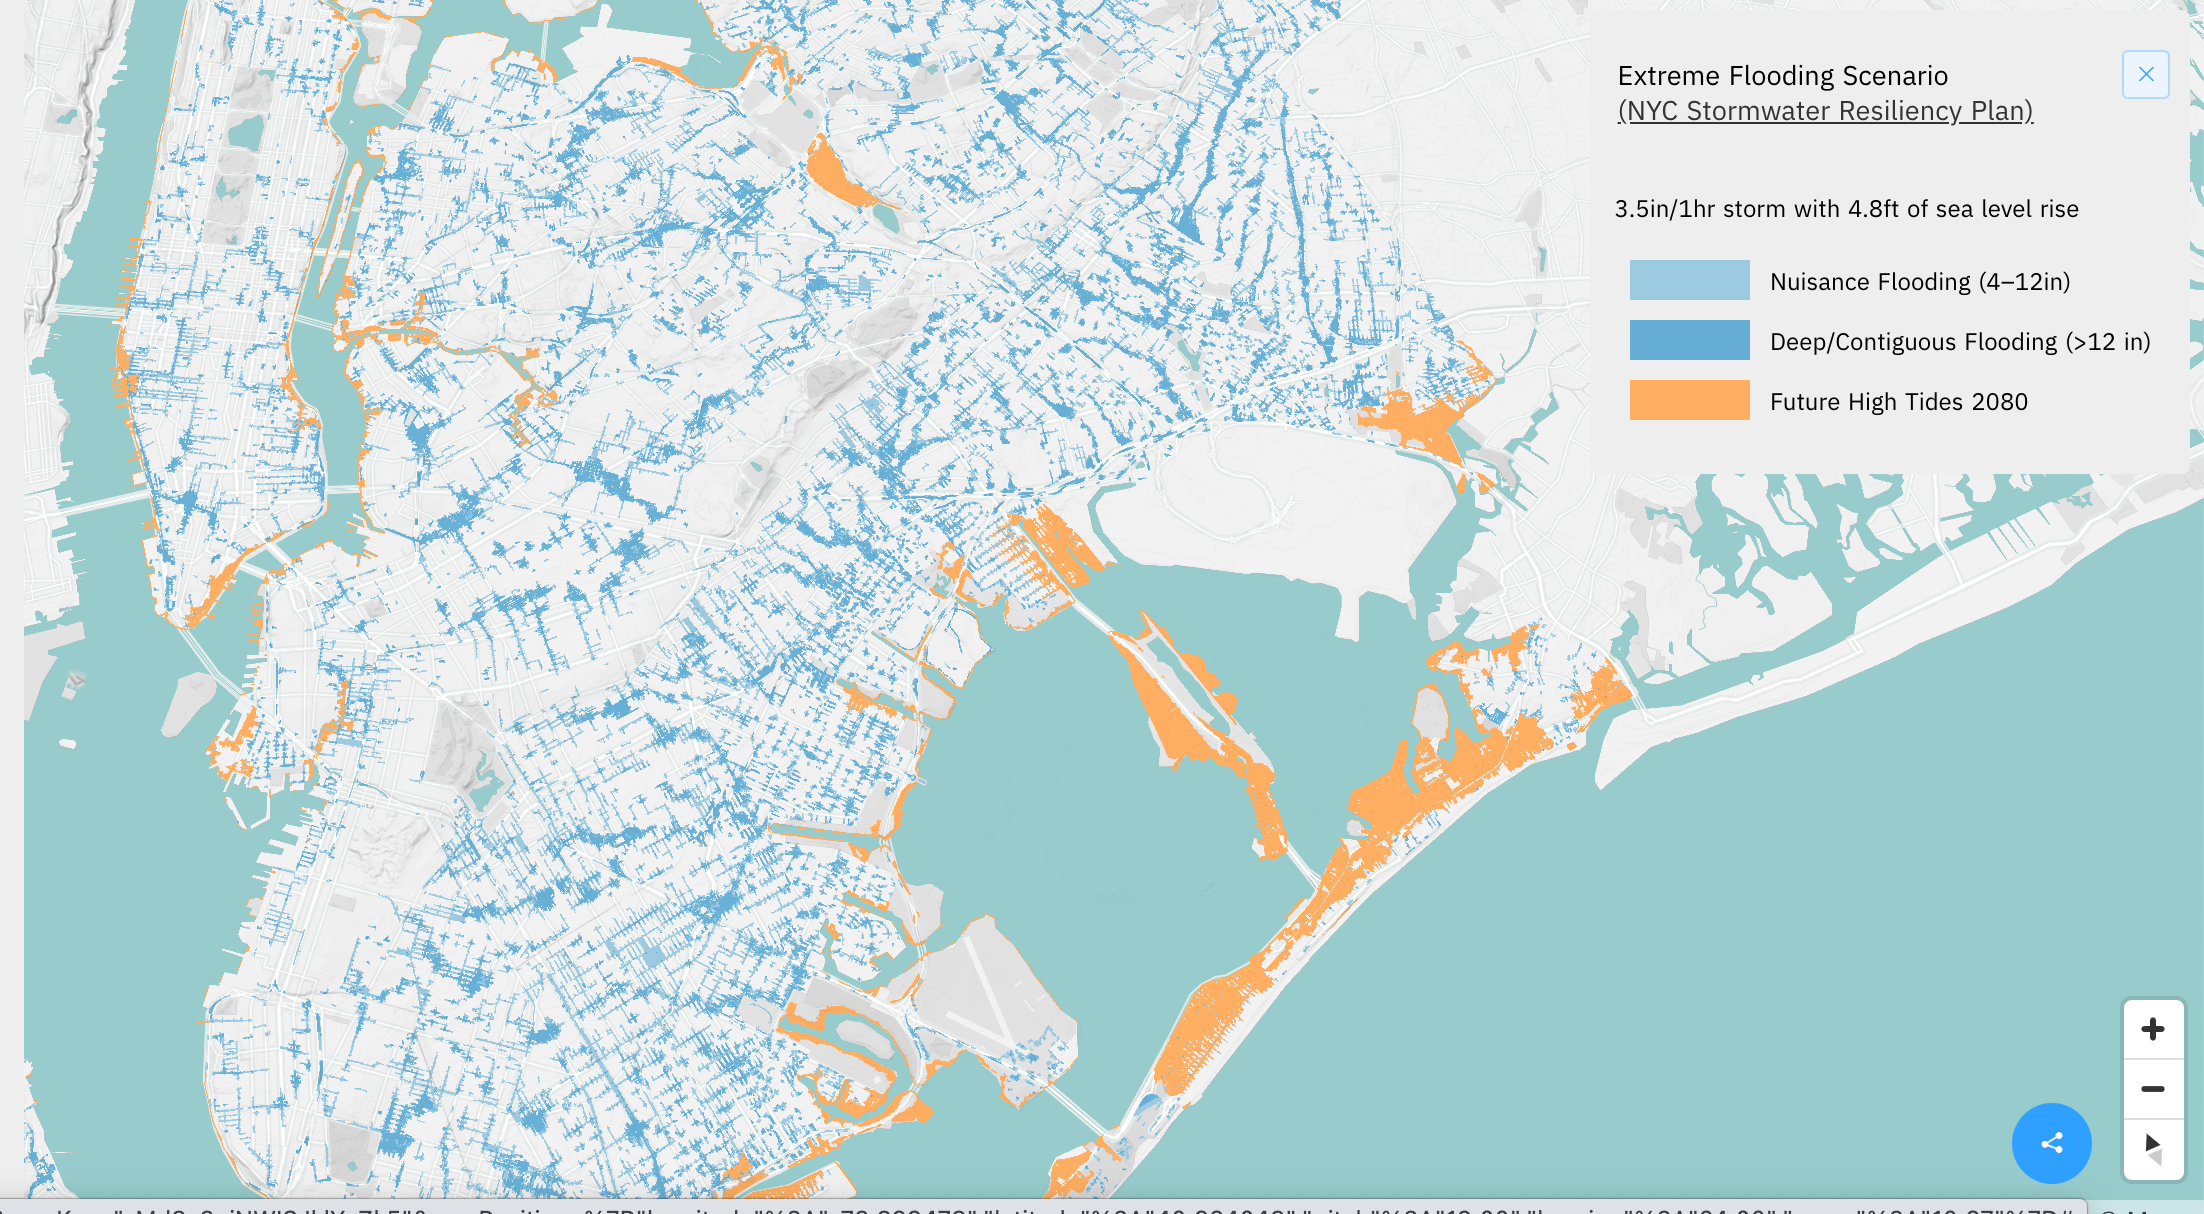 Extreme Flooding Scenario
(NYC Stormwater Resiliency Plan)
3.5in/1hr storm with 4.8ft of sea level rise
Nuisance Flooding (4–12in)
Deep/Contiguous Flooding (>12 in)
Future High Tides 2080